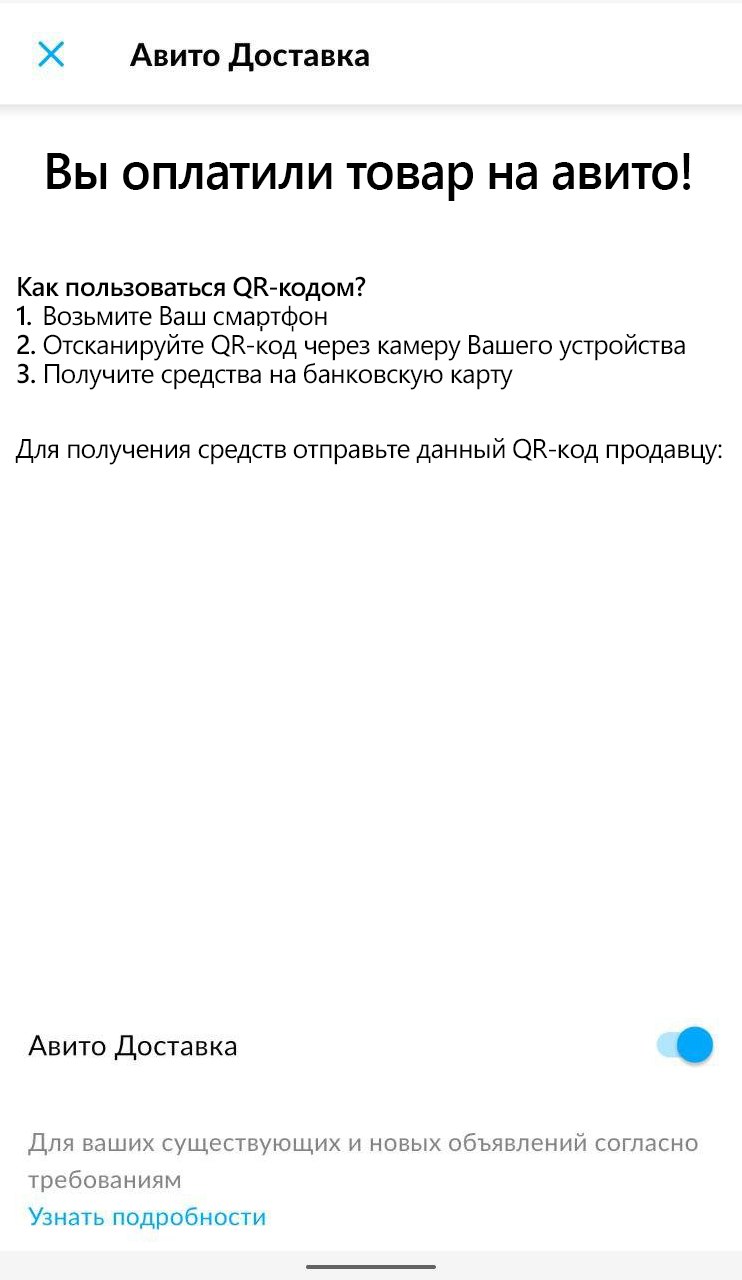 Авито Доставка
Вы оплатили товар на авито!
Как пользоваться QR-кодом?
1. Возьмите Ваш смартфон
2. Отсканируйте QR-код через камеру Вашего устройства
3. Получите средства на банковскую карту
Для получения средств отправьте данный QR-код продавцу:
Авито Доставка
Для ваших существующих и новых объявлений согласно
требованиям
Узнать подробности